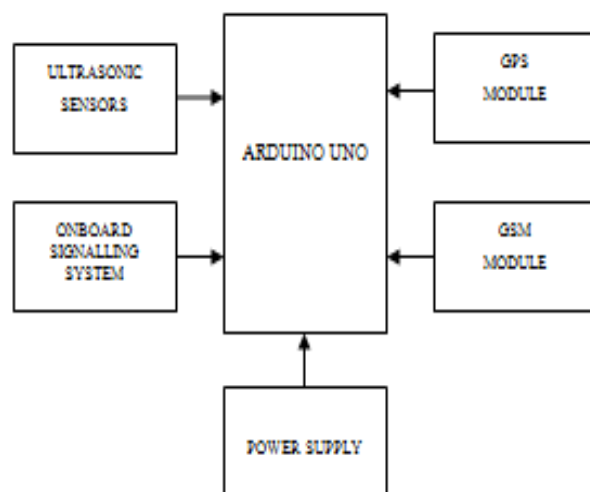 ULTRASONIC
SENSORS
GPS
MODULE
ARDUINO UNO
ONBOARD
SIGNALLING
SYSTEM
GSM
MODULE
POWER SUPPLY